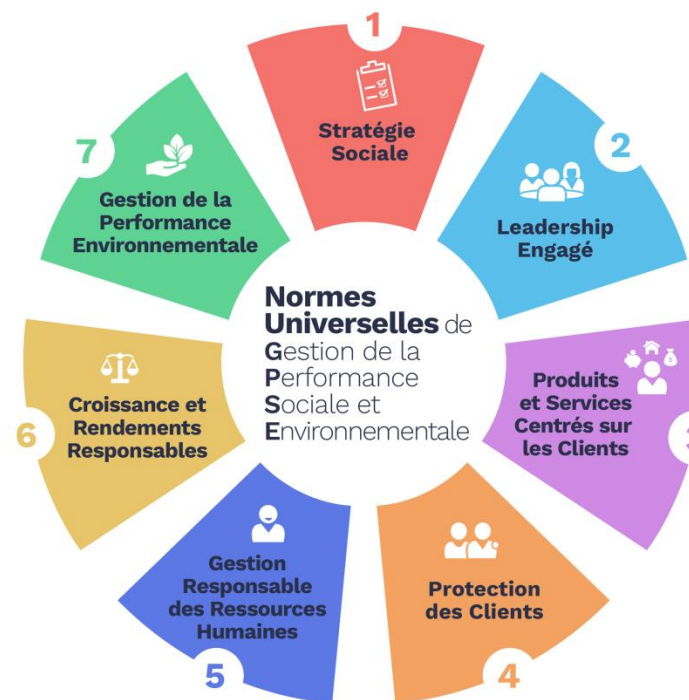 1
Stratégie
Sociale
2
Leadership
Engagé
3
Produits
et Services
Centrés sur
les Clients
4
Protection
des Clients
5
Gestion
Responsable
des Ressources
Humaines
6
Croissance et
Rendements
Responsables
7
Gestion de la
Performance
Environnementale
Normes
Universelles de
Gestion de la
Performance
Sociale et
Environnementale